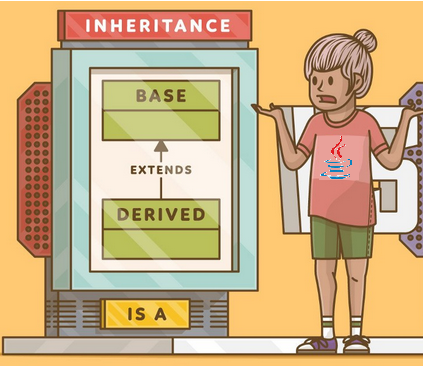 INHERITANCE
BASE
EXTENDS
DERIVED
IS A